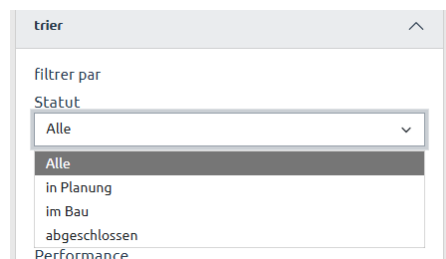 trier
filtrer par
Statut
Alle
Alle
in Planung
im Bau
abgeschlossen
Performance